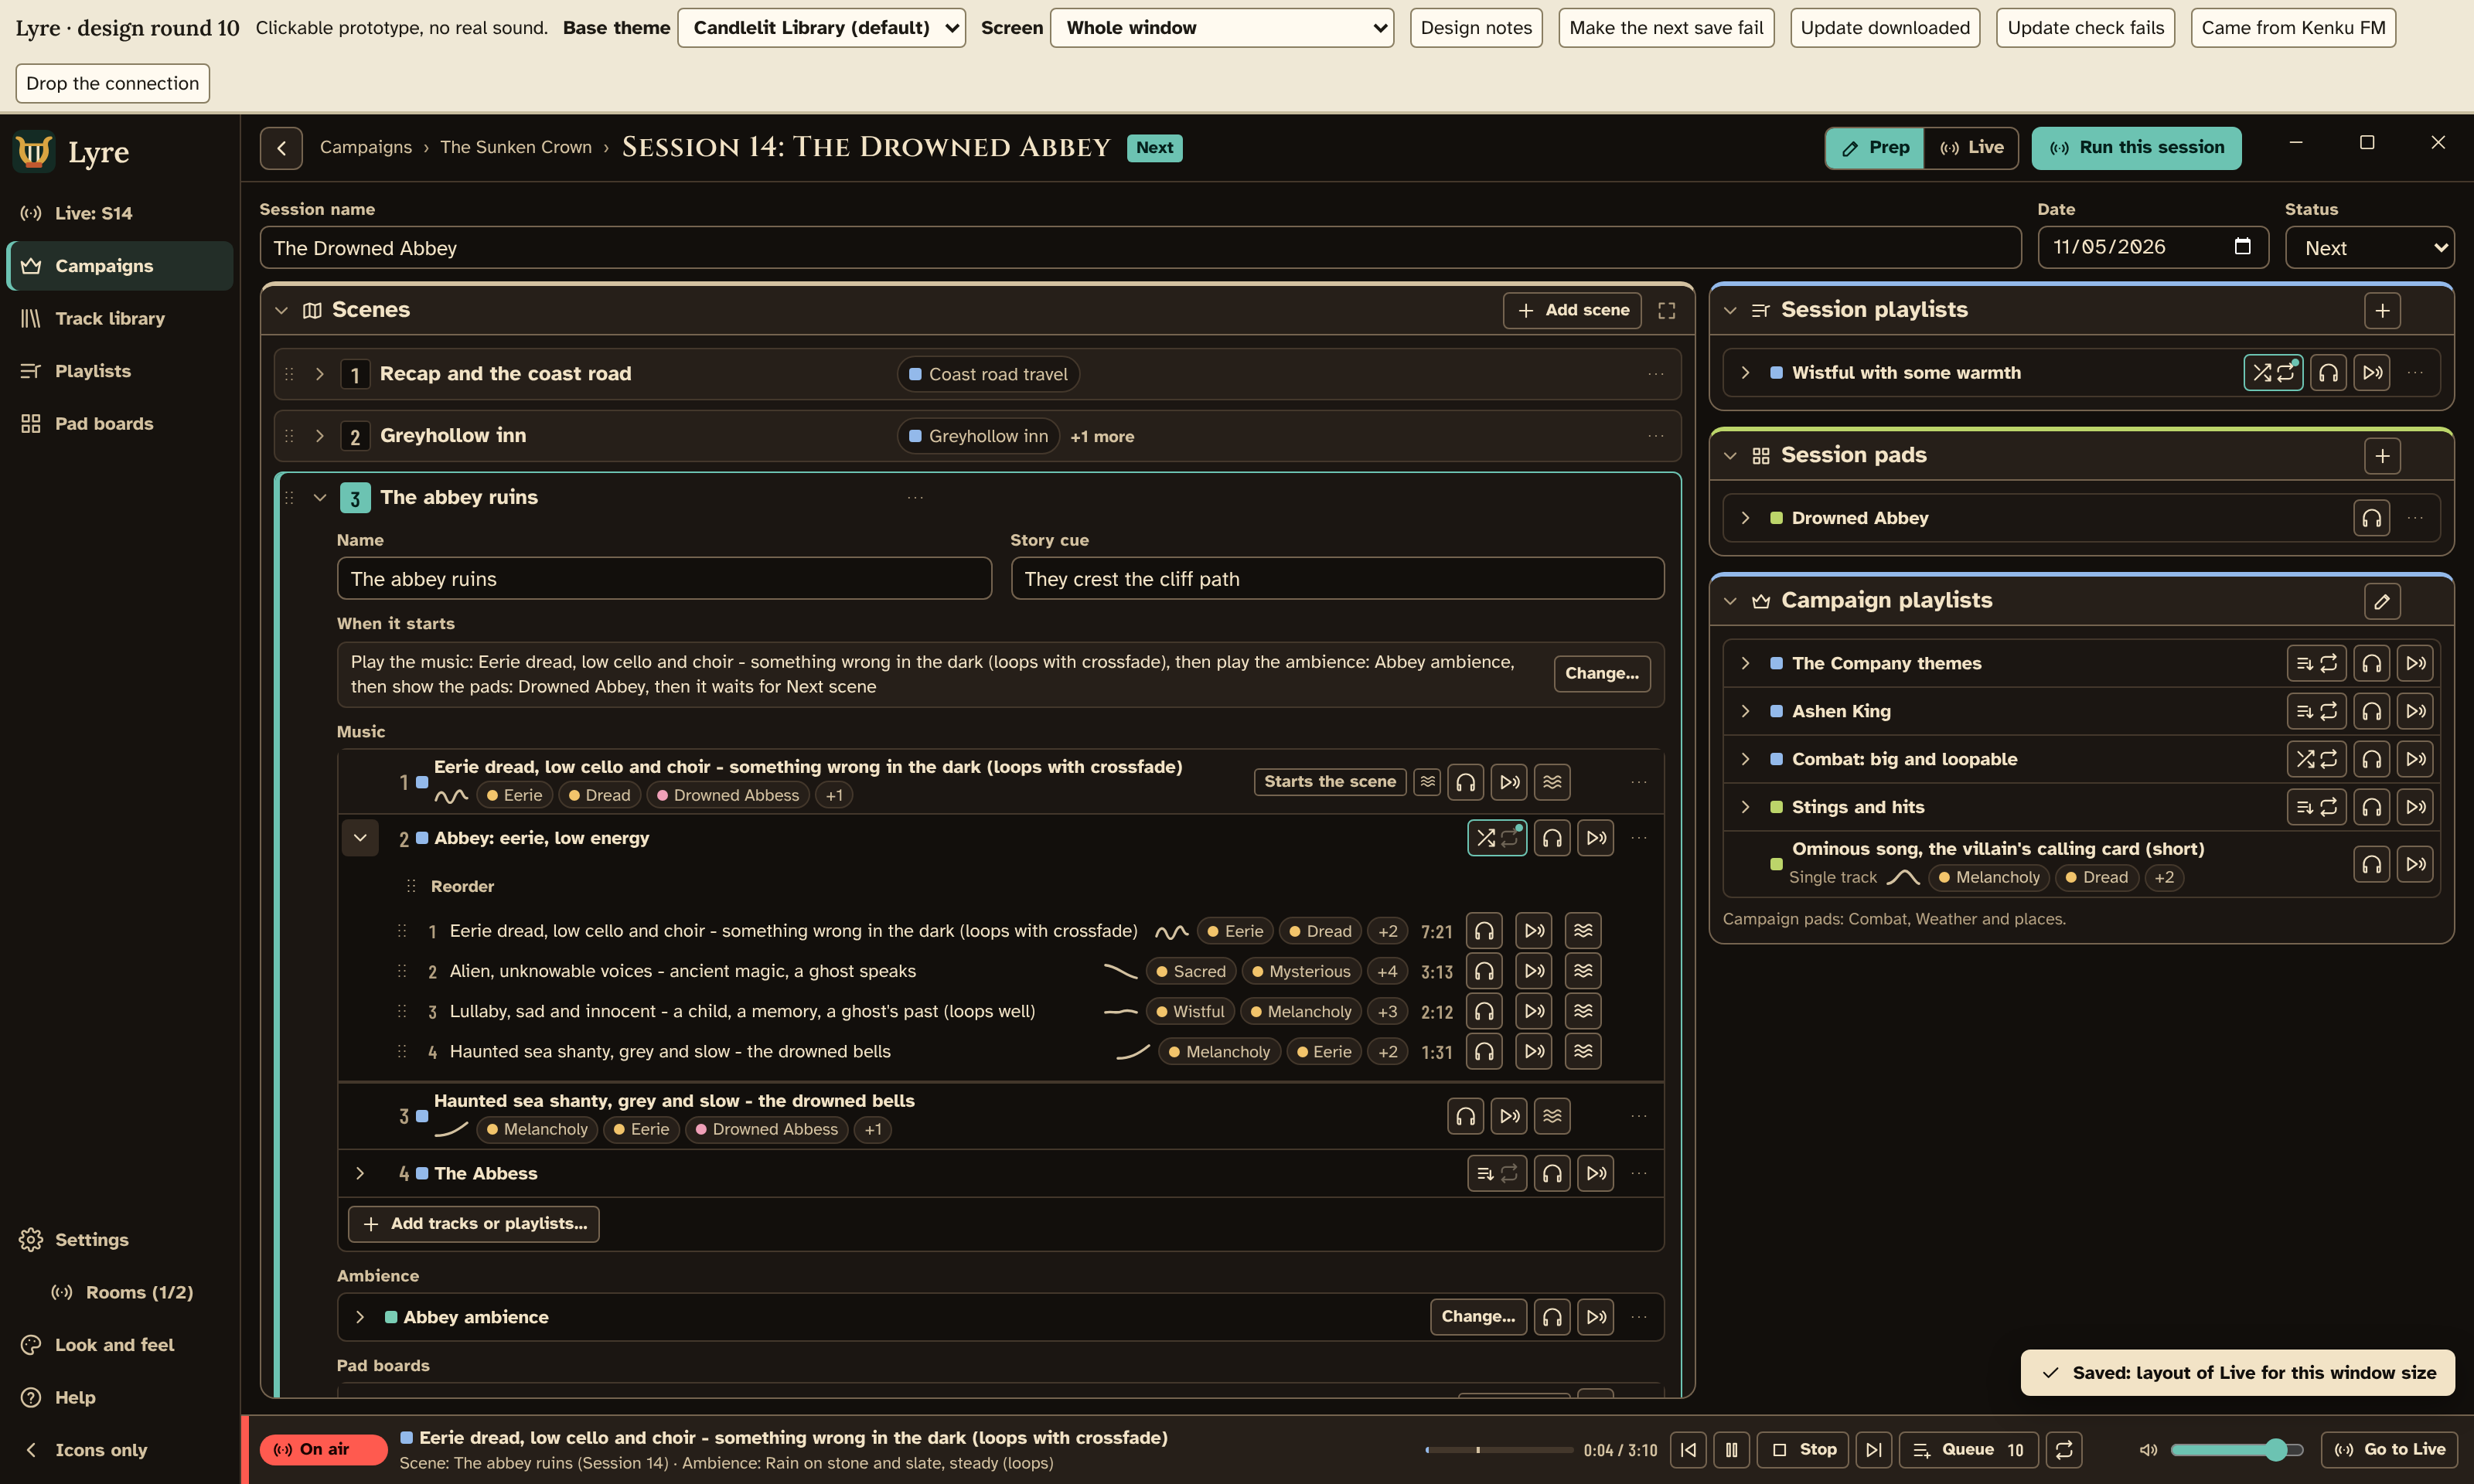 Lyre · design round 10 Clickable prototype, no real sound. Base theme Candlelit Library (default) Screen Whole window Design notes Make the next save fail Update downloaded Update check fails Came from Kenku FM
Drop the connection
Lyre
Live: S14
Campaigns
Track library
Playlists
Pad boards
Settings
Rooms (1/2)
Look and feel
Help
Icons only
Campaigns › The Sunken Crown › Session 14: The Drowned Abbey Next
Prep Live Run this session
Session name
The Drowned Abbey
Date
11/05/2026
Status
Next
Scenes
Add scene
1 Recap and the coast road Coast road travel
2 Greyhollow inn Greyhollow inn +1 more
3 The abbey ruins
Name
The abbey ruins
Story cue
They crest the cliff path
When it starts
Play the music: Eerie dread, low cello and choir - something wrong in the dark (loops with crossfade), then play the ambience: Abbey ambience,
then show the pads: Drowned Abbey, then it waits for Next scene
Change...
Music
1 Eerie dread, low cello and choir - something wrong in the dark (loops with crossfade)
Eerie Dread Drowned Abbess +1
Starts the scene
2 Abbey: eerie, low energy
Reorder
1 Eerie dread, low cello and choir - something wrong in the dark (loops with crossfade) Eerie Dread +2 7:21
2 Alien, unknowable voices - ancient magic, a ghost speaks Sacred Mysterious +4 3:13
3 Lullaby, sad and innocent - a child, a memory, a ghost's past (loops well) Wistful Melancholy +3 2:12
4 Haunted sea shanty, grey and slow - the drowned bells Melancholy Eerie +2 1:31
3 Haunted sea shanty, grey and slow - the drowned bells
Melancholy Eerie Drowned Abbess +1
4 The Abbess
Add tracks or playlists...
Ambience
Abbey ambience Change...
Pad boards
Session playlists
Wistful with some warmth
Session pads
Drowned Abbey
Campaign playlists
The Company themes
Ashen King
Combat: big and loopable
Stings and hits
Ominous song, the villain's calling card (short)
Single track Melancholy Dread +2
Campaign pads: Combat, Weather and places.
Saved: layout of Live for this window size
On air
Eerie dread, low cello and choir - something wrong in the dark (loops with crossfade)
Scene: The abbey ruins (Session 14) · Ambience: Rain on stone and slate, steady (loops)
0:04 / 3:10 Stop Queue 10 Go to Live